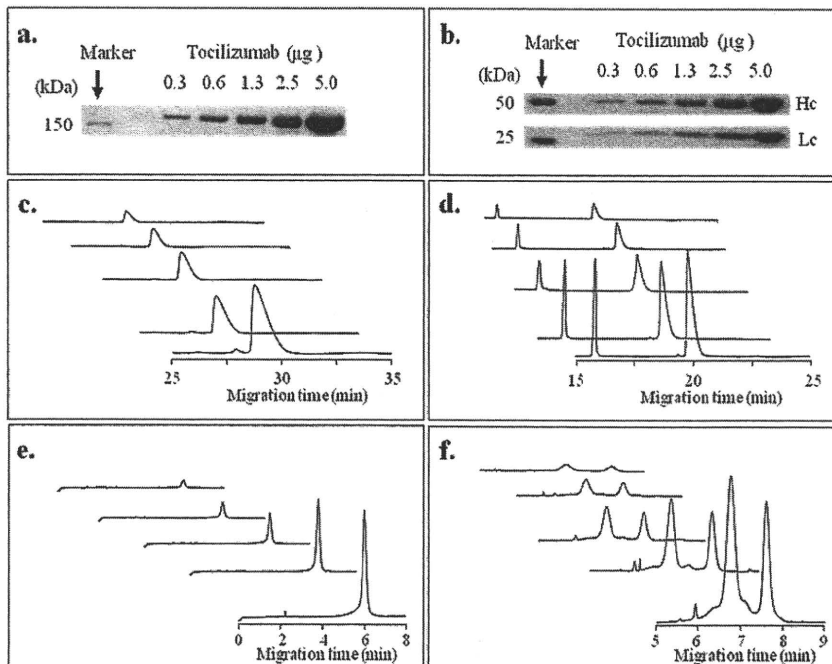 a.
Marker
Tocilizumab (µg)
(kDa)
0.3 0.6 1.3 2.5 5.0
150
b.
Marker
Tocilizumab (µg)
(kDa)
0.3 0.6 1.3 2.5 5.0
50
Hc
25
Lc
c.
25 30 35
Migration time (min)
d.
15 20 25
Migration time (min)
e.
0 2 4 6 8
Migration time (min)
f.
5 6 7 8 9
Migration time (min)